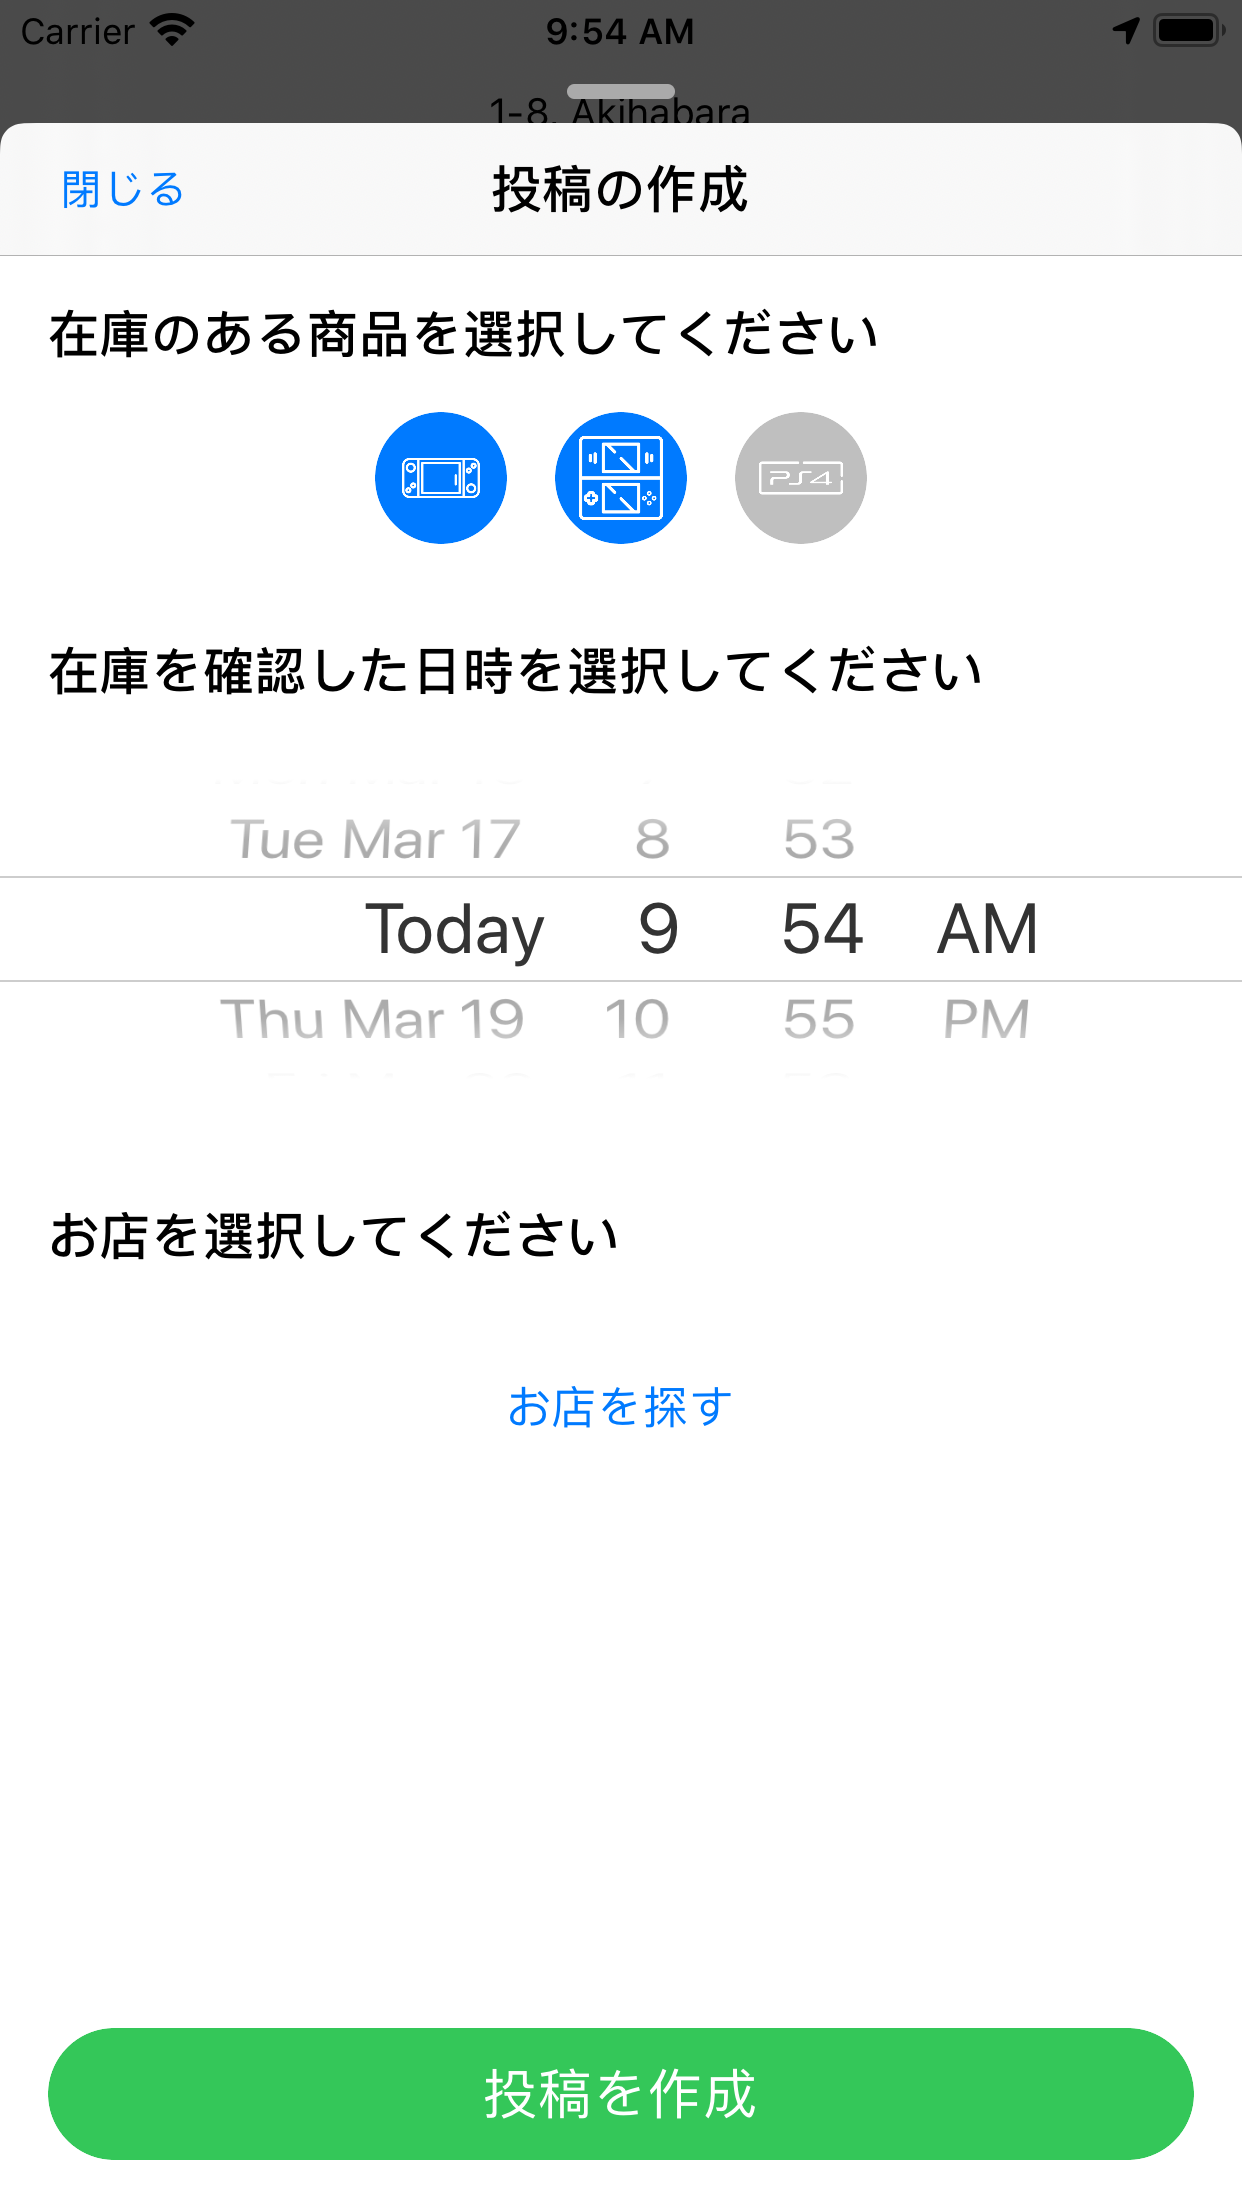 Carrier 9:54 AM
1-8, Akihabara
閉じる 投稿の作成
在庫のある商品を選択してください
PS4
在庫を確認した日時を選択してください
Tue Mar 17 8 53
Today 9 54 AM
Thu Mar 19 10 55 PM
お店を選択してください
お店を探す
投稿を作成